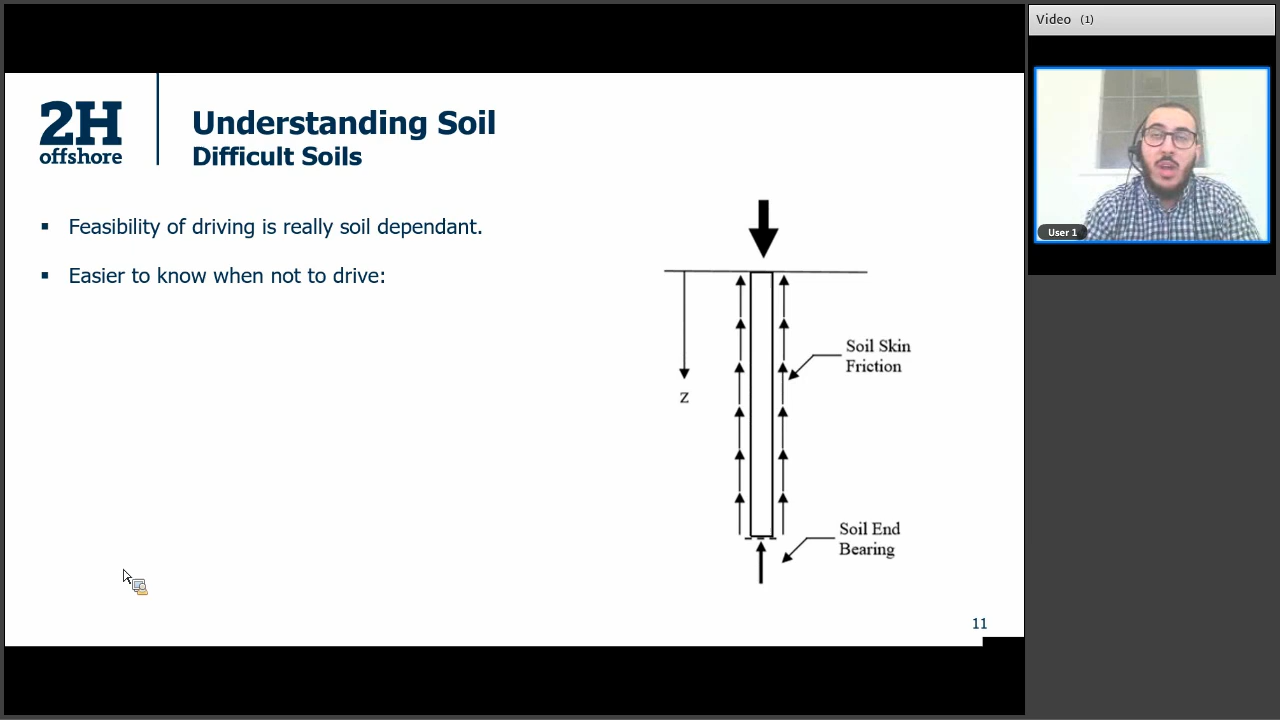 2H
offshore
Understanding Soil
Difficult Soils
▪ Feasibility of driving is really soil dependant.
▪ Easier to know when not to drive:
Soil Skin
Friction
z
Soil End
Bearing
11
Video (1)
User 1